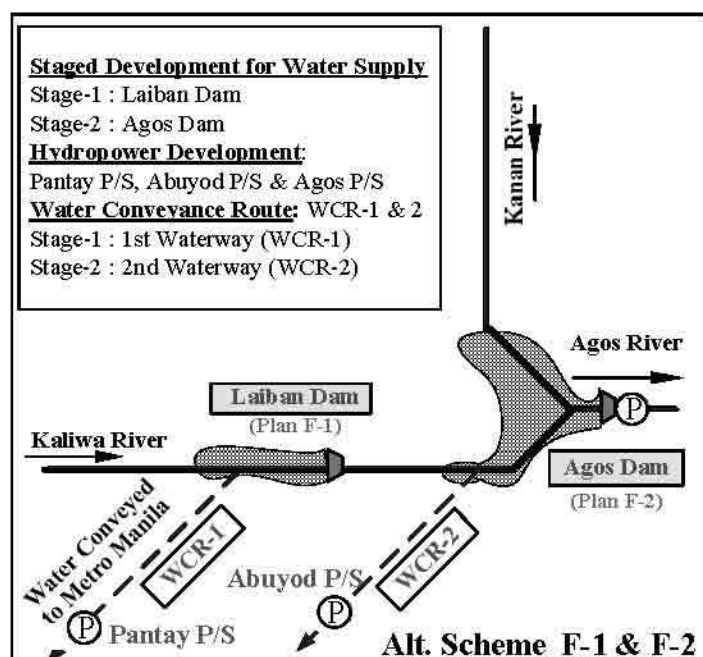 Staged Development for Water Supply
Stage-1 : Laiban Dam
Stage-2 : Agos Dam
Hydropower Development:
Pantay P/S, Abuyod P/S & Agos P/S
Water Conveyance Route: WCR-1 & 2
Stage-1 : 1st Waterway (WCR-1)
Stage-2 : 2nd Waterway (WCR-2)
Kanan River
Agos River
P
Laiban Dam
(Plan F-1)
Kaliwa River
Agos Dam
(Plan F-2)
Water Conveyed
to Metro Manila
WCR-1
WCR-2
Abuyod P/S
P
P
Pantay P/S
Alt. Scheme F-1 & F-2